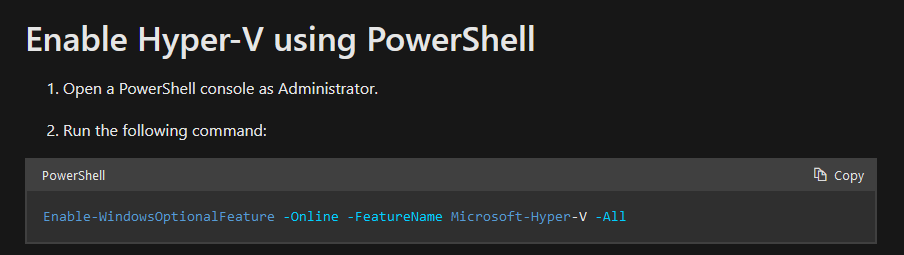 Enable Hyper-V using PowerShell
1. Open a PowerShell console as Administrator.
2. Run the following command:
PowerShell Copy
Enable-WindowsOptionalFeature -Online -FeatureName Microsoft-Hyper-V -All